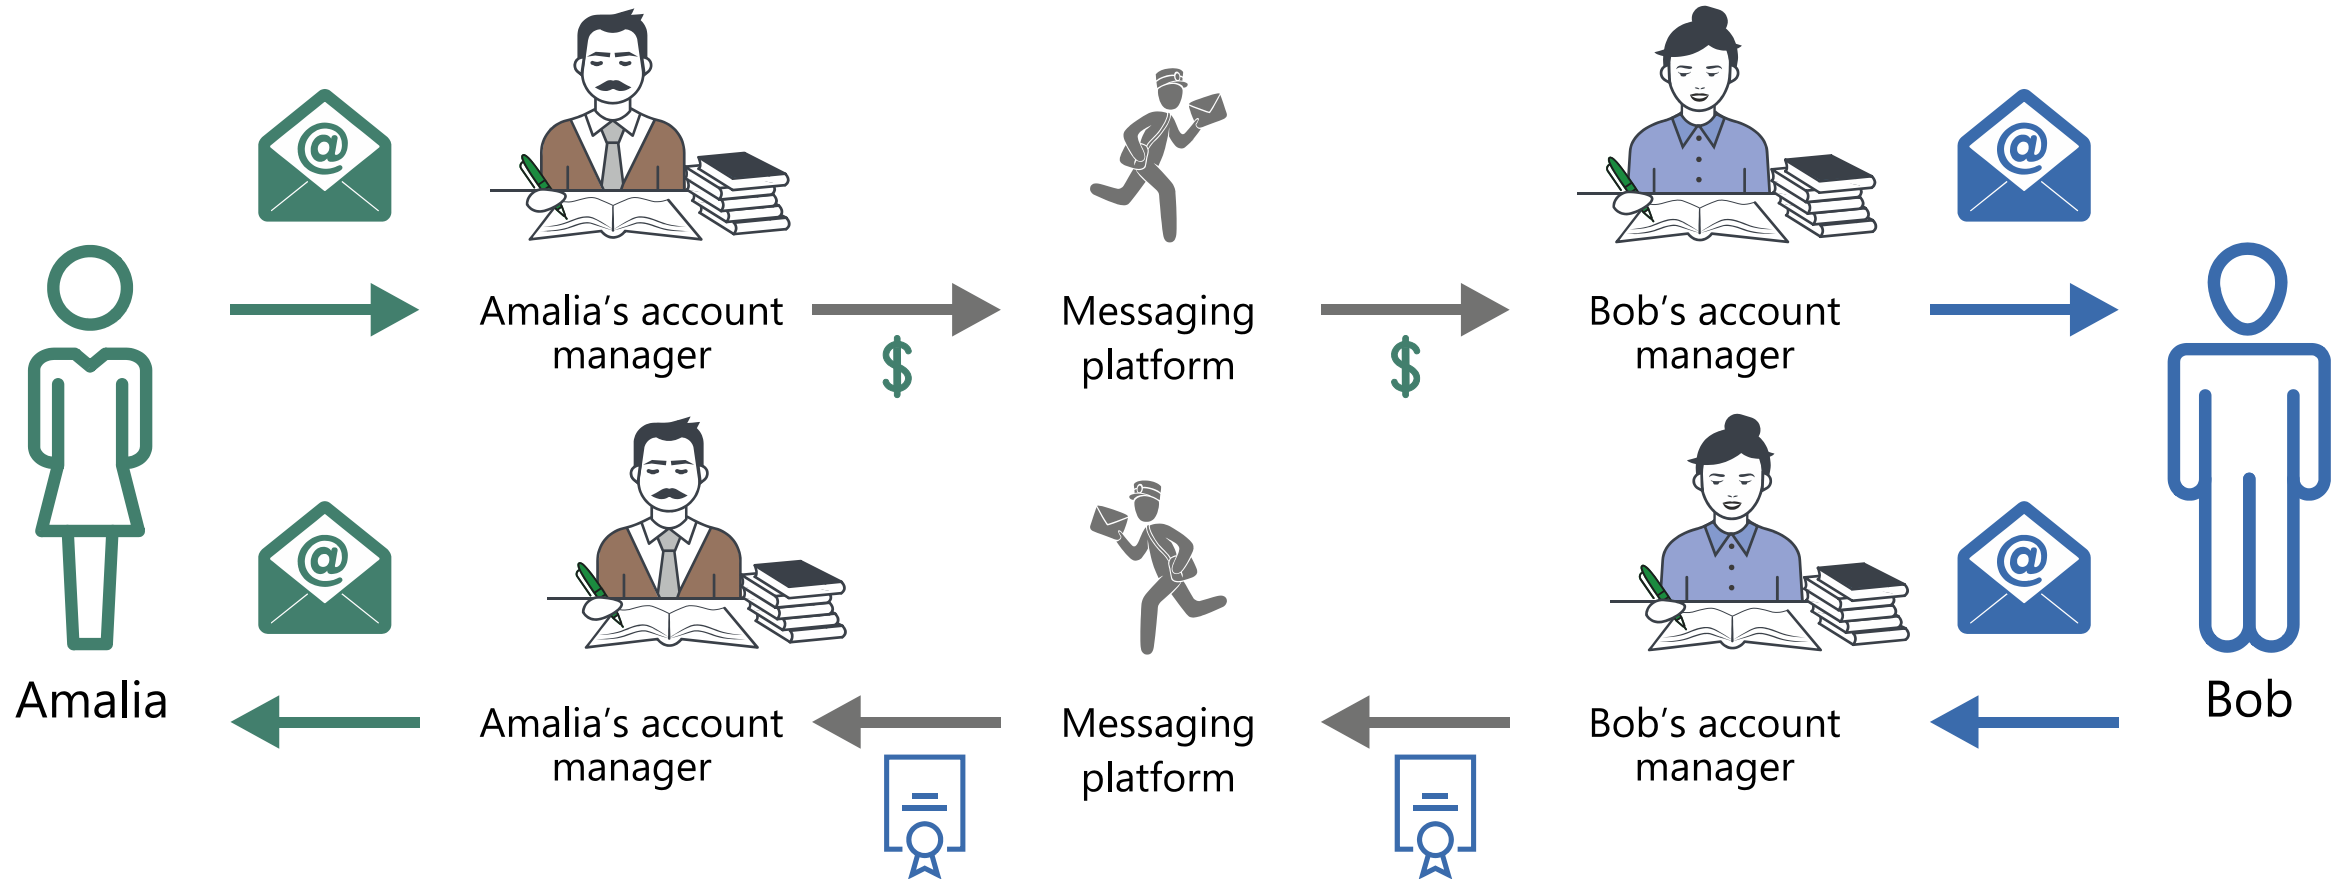 Amalia's account
manager
Messaging
platform
Bob's account
manager
Amalia
Bob
Amalia's account
manager
Messaging
platform
Bob's account
manager